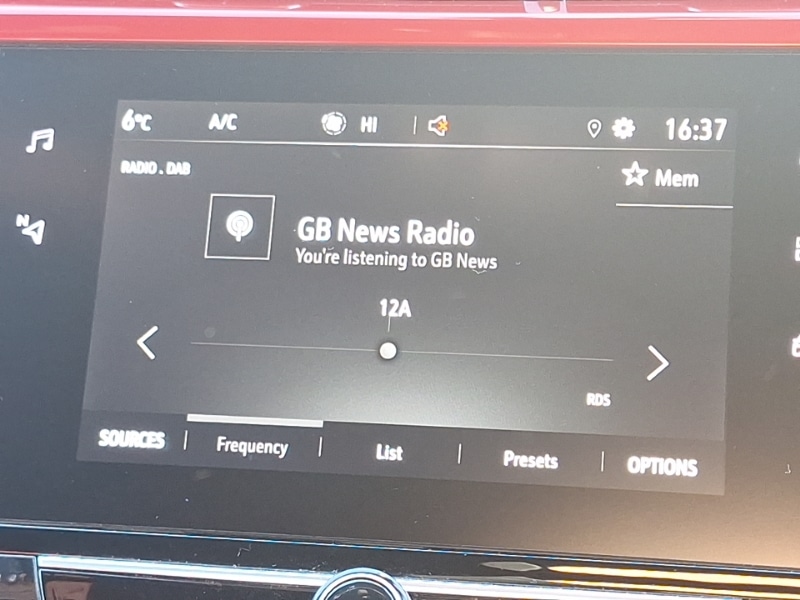 6°C A/C HI 16:37
RADIO . DAB
Mem
N
GB News Radio
You're listening to GB News
12A
RDS
SOURCES Frequency List Presets OPTIONS